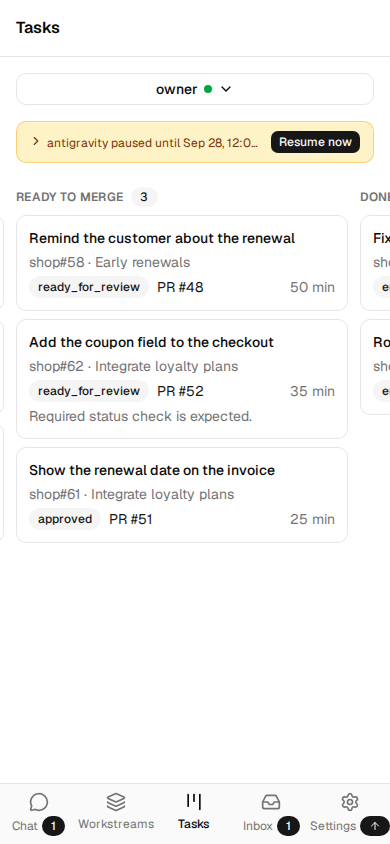 Tasks
owner
antigravity paused until Sep 28, 12:0... Resume now
READY TO MERGE 3
DONE
Remind the customer about the renewal
shop#58 · Early renewals
ready_for_review PR #48 50 min
Add the coupon field to the checkout
shop#62 · Integrate loyalty plans
ready_for_review PR #52 35 min
Required status check is expected.
Show the renewal date on the invoice
shop#61 · Integrate loyalty plans
approved PR #51 25 min
Chat 1 Workstreams Tasks Inbox 1 Settings